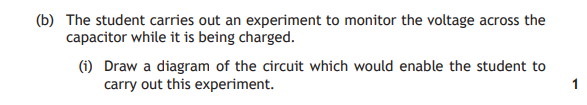 (b) The student carries out an experiment to monitor the voltage across the
capacitor while it is being charged.
(i) Draw a diagram of the circuit which would enable the student to
carry out this experiment. 1